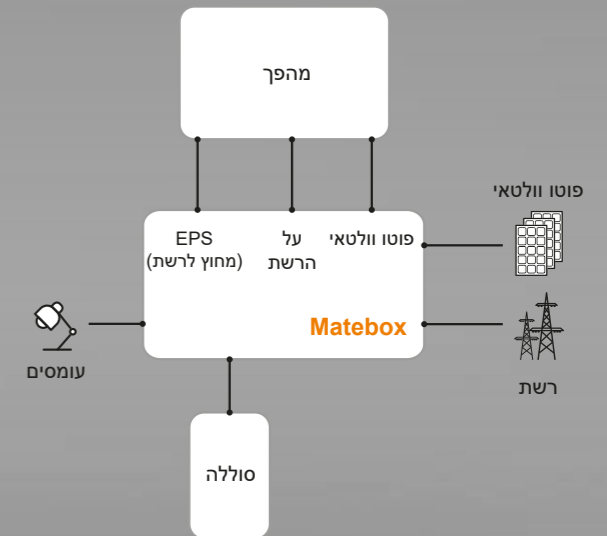 מהפך
פוטו וולטאי
פוטו וולטאי
על
הרשת
EPS
(מחוץ לרשת)
Matebox
עומסים
רשת
סוללה